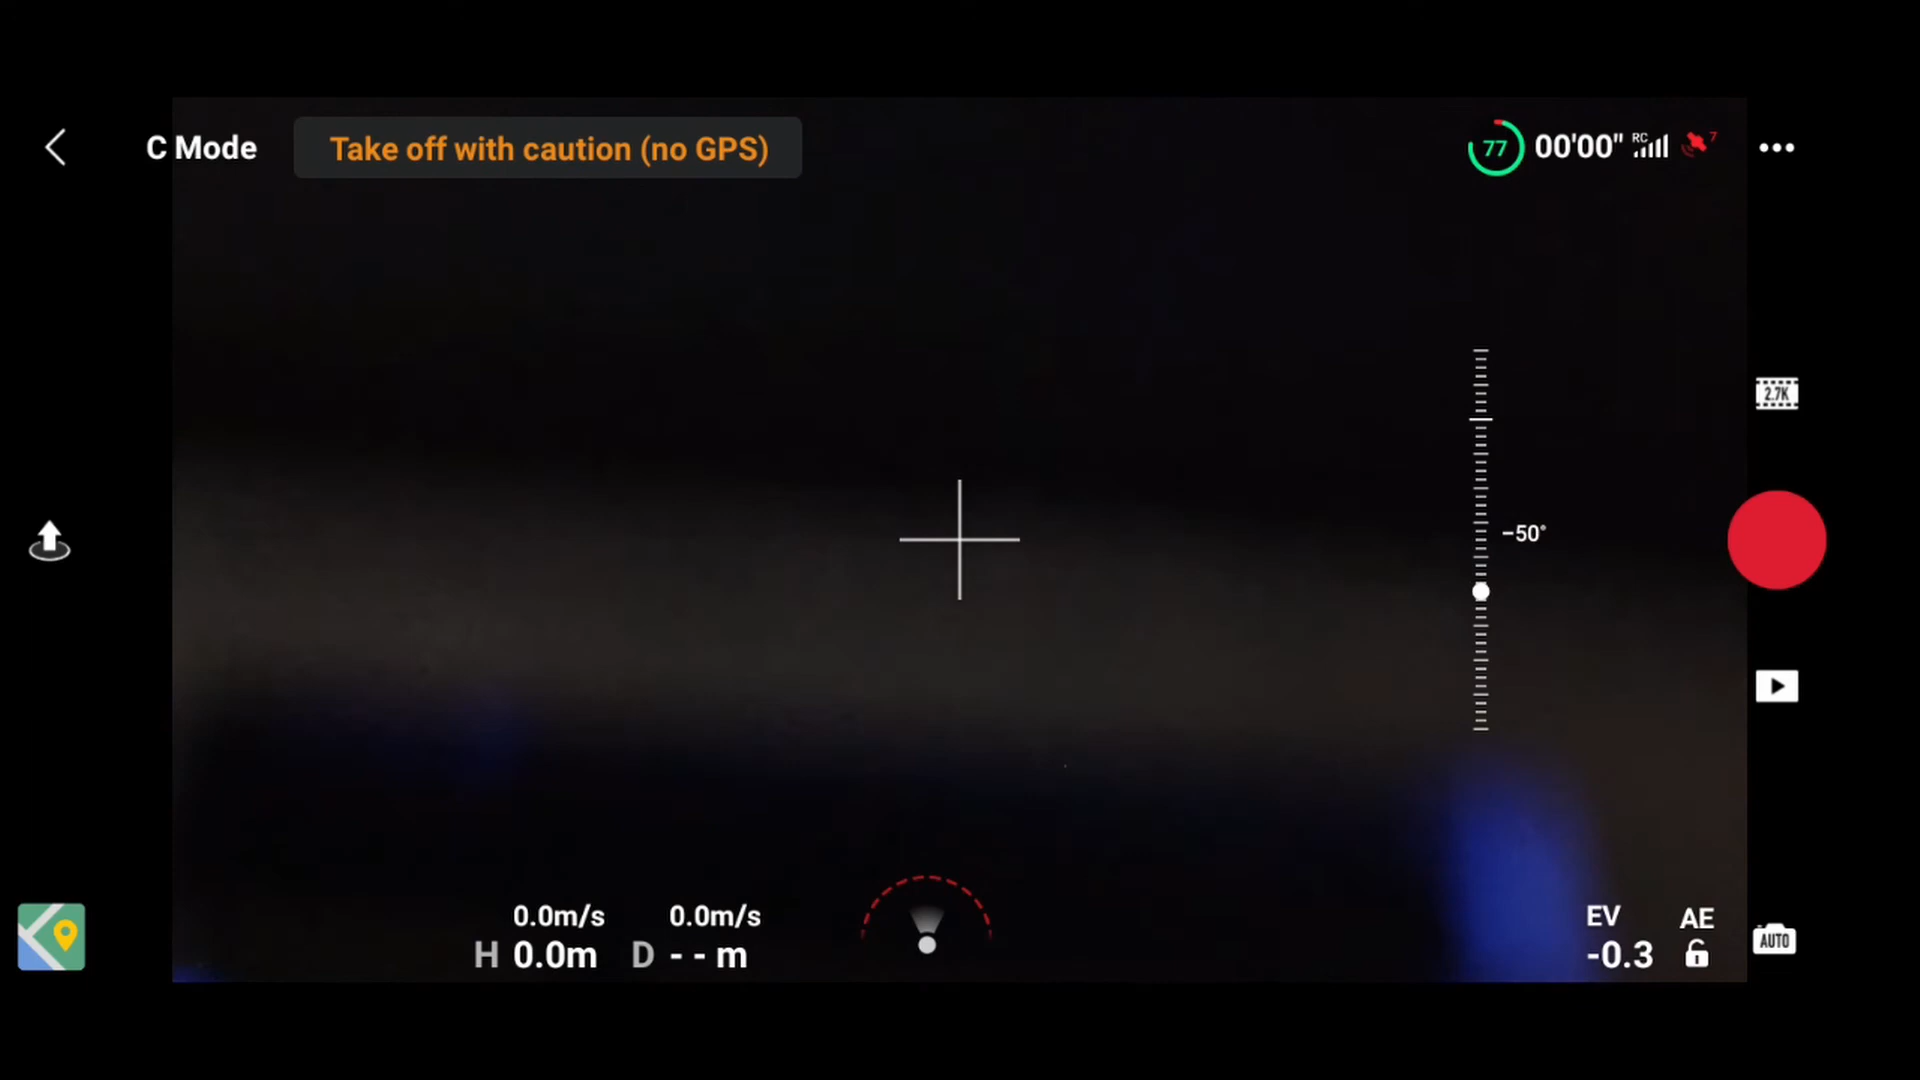 C Mode
Take off with caution (no GPS)
77
00'00"
RC
7
2.7K
-50°
0.0m/s
0.0m/s
H 0.0m
D - - m
EV
-0.3
AE
AUTO